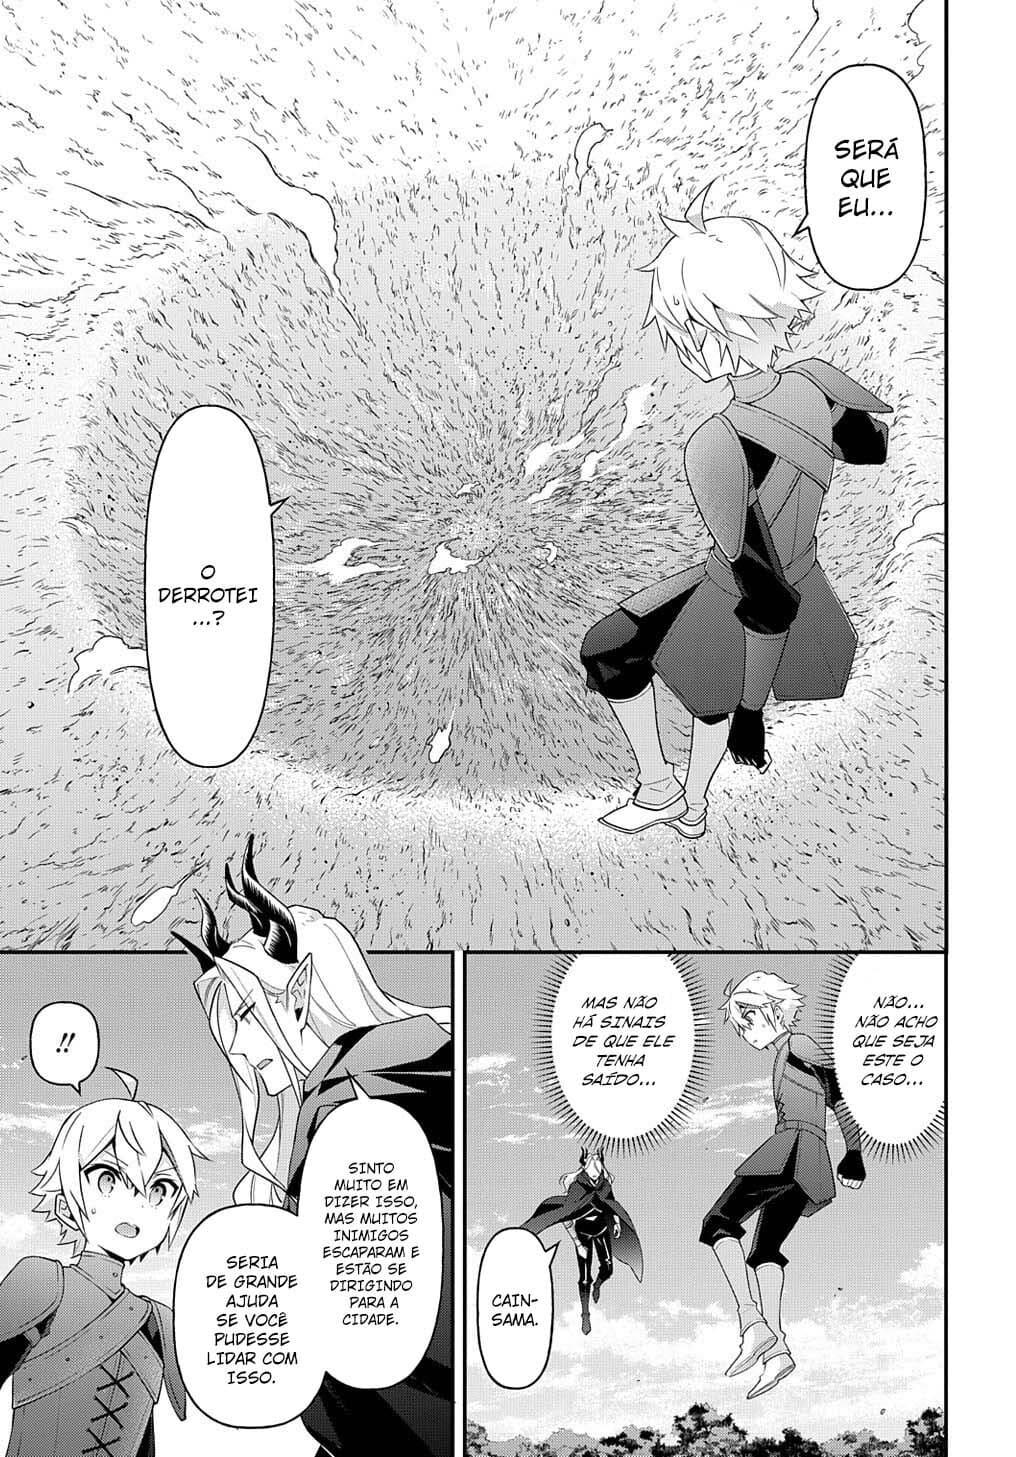 SERÁ
QUE
EU...
O
DERROTEI
...?
NÃO...
NÃO ACHO
QUE SEJA
ESTE O
CASO...
MAS NÃO
HÁ SINAIS
DE QUE ELE
TENHA
SAÍDO...
CAIN-
SAMA.
SINTO
MUITO EM
DIZER ISSO,
MAS MUITOS
INIMIGOS
ESCAPARAM E
ESTÃO SE
DIRIGINDO
PARA A
CIDADE.
SERIA
DE GRANDE
AJUDA
SE VOCÊ
PUDESSE
LIDAR COM
ISSO.
!!